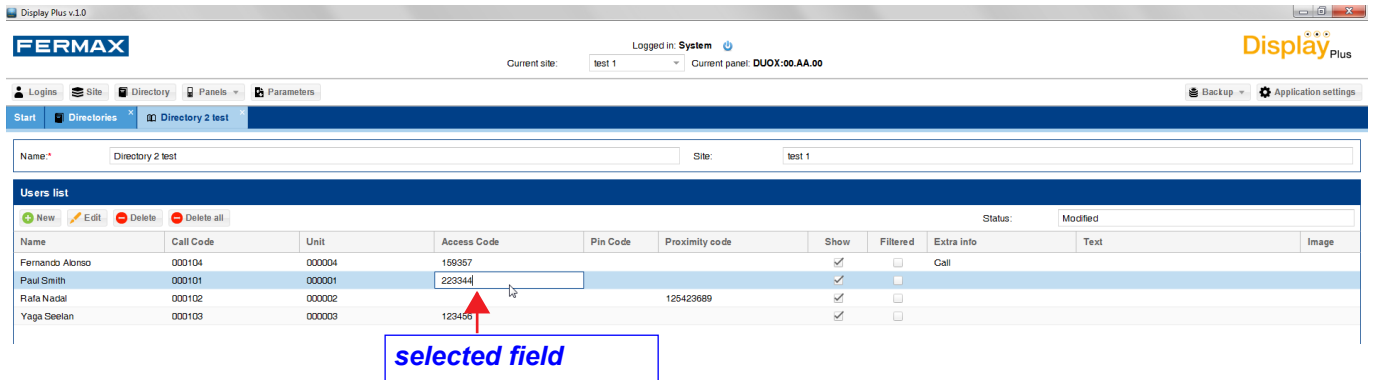 Display Plus v.1.0
FERMAX
Logged in: System
Display Plus
Current site: test 1 Current panel: DUOX:00.AA.00
Logins Site Directory Panels Parameters Backup Application settings
Start Directories Directory 2 test
Name:* Directory 2 test Site: test 1
Users list
New Edit Delete Delete all Status: Modified
Name Call Code Unit Access Code Pin Code Proximity code Show Filtered Extra info Text Image
Fernando Alonso 000104 000004 159357 Call
Paul Smith 000101 000001 223344
Rafa Nadal 000102 000002 125423689
Yaga Seelan 000103 000003 123456
selected field